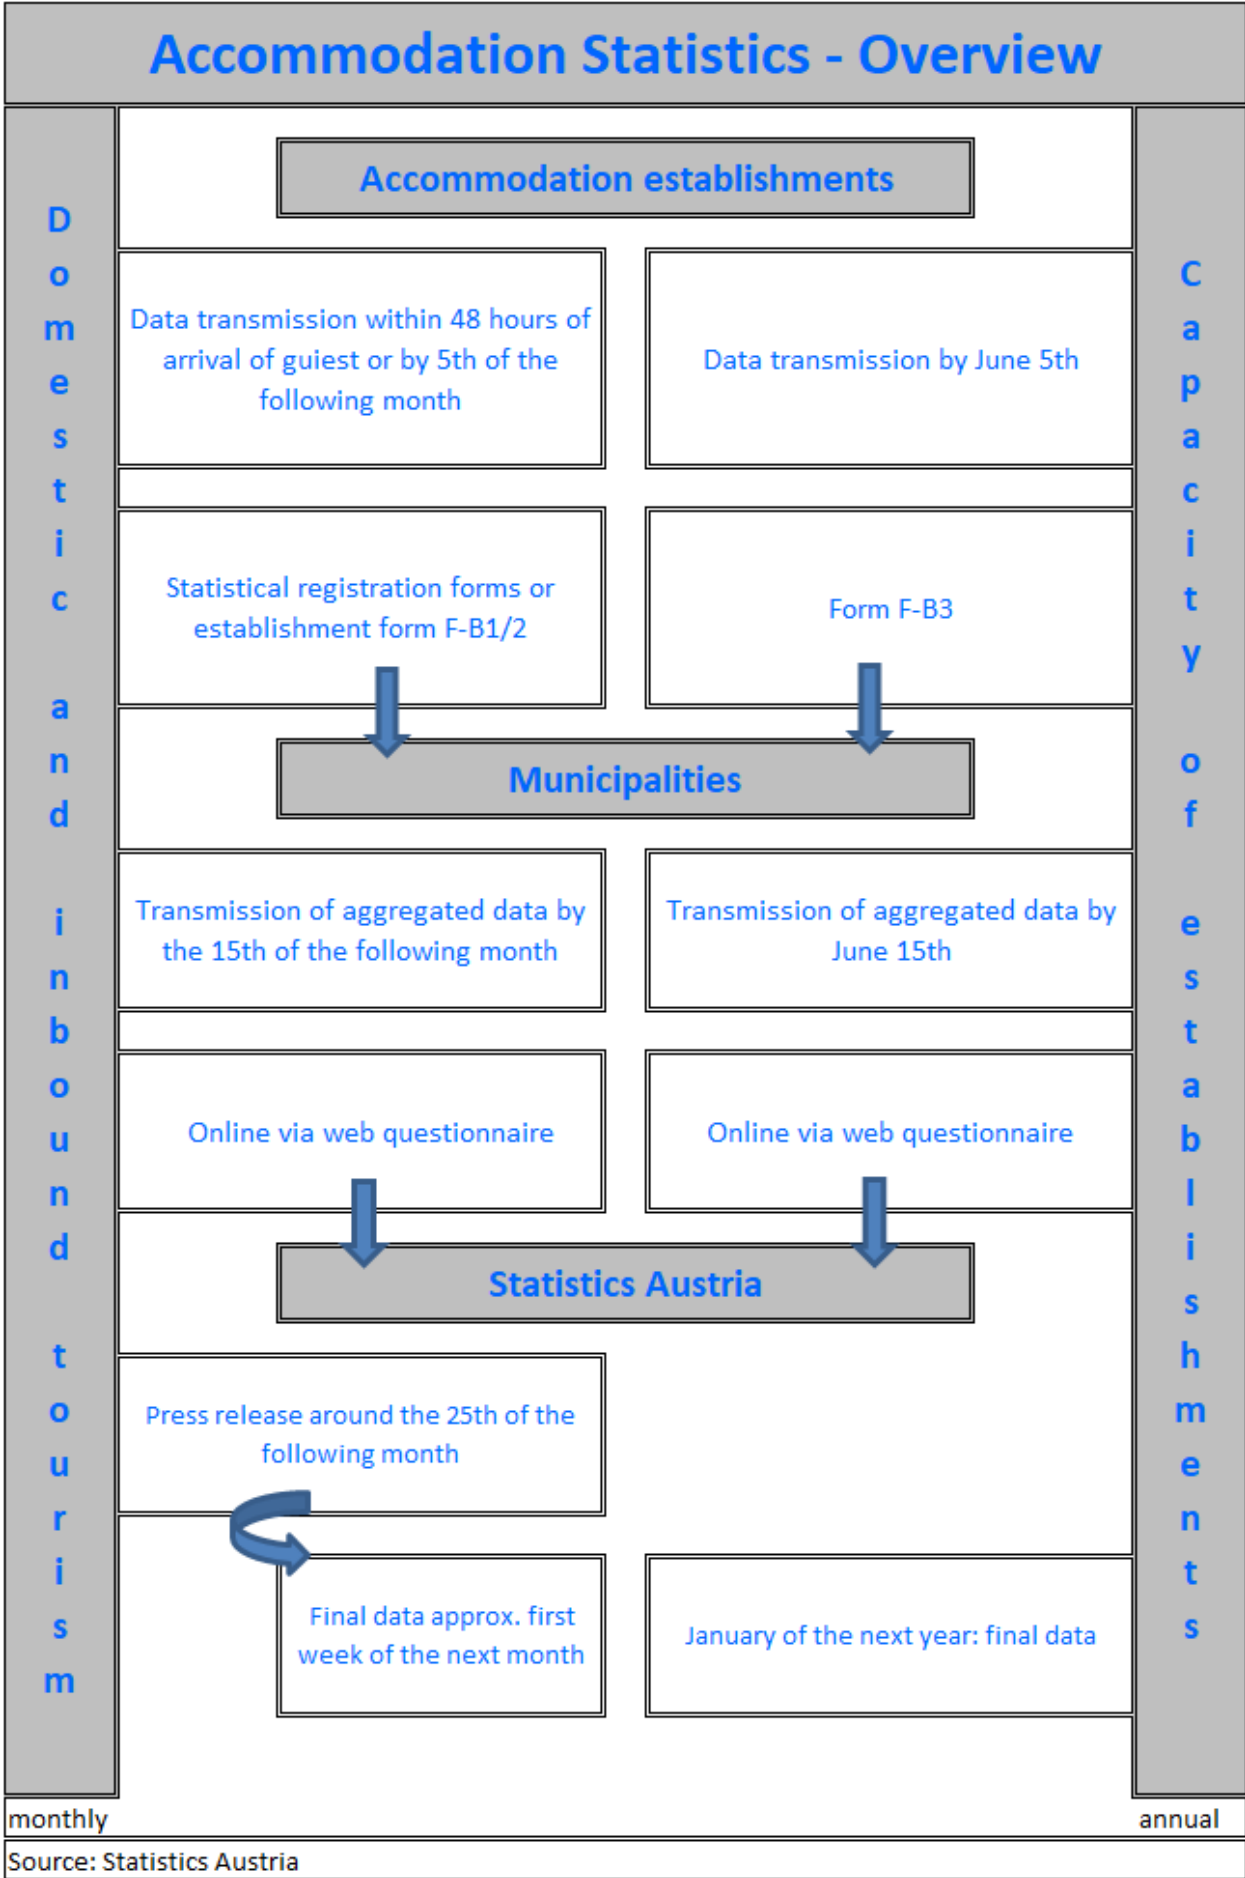 Accommodation Statistics - Overview
Domestic and inbound tourism
Capacity of establishments
Accommodation establishments
Data transmission within 48 hours of
arrival of guiest or by 5th of the
following month
Data transmission by June 5th
Statistical registration forms or
establishment form F-B1/2
Form F-B3
Municipalities
Transmission of aggregated data by
the 15th of the following month
Transmission of aggregated data by
June 15th
Online via web questionnaire
Online via web questionnaire
Statistics Austria
Press release around the 25th of the
following month
Final data approx. first
week of the next month
January of the next year: final data
monthly
annual
Source: Statistics Austria